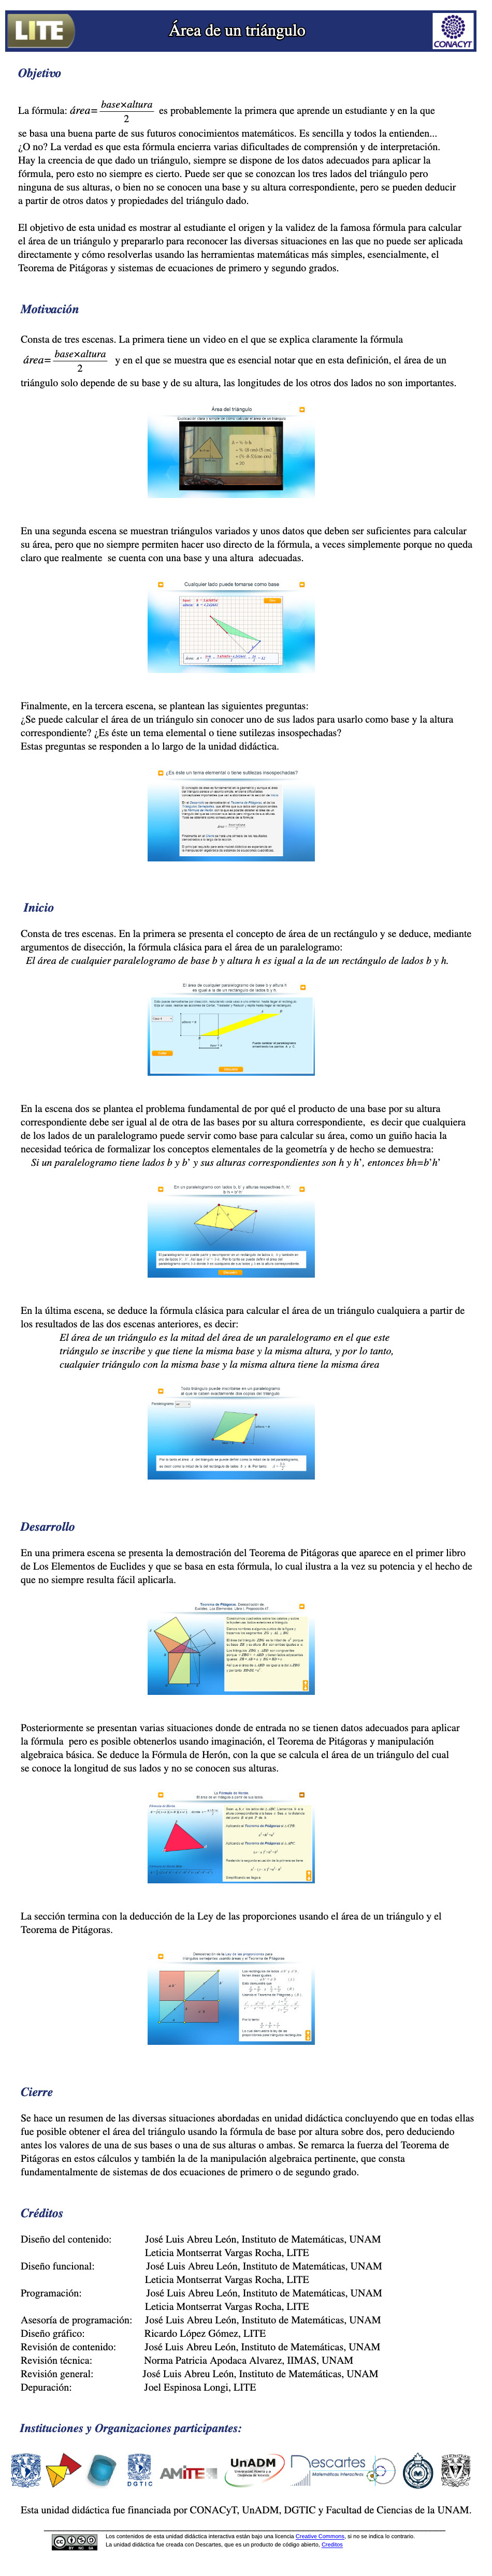 LITE
Área de un triángulo
CONACYT
Objetivo
La fórmula: área= base×altura / 2 es probablemente la primera que aprende un estudiante y en la que
se basa una buena parte de sus futuros conocimientos matemáticos. Es sencilla y todos la entienden...
¿O no? La verdad es que esta fórmula encierra varias dificultades de comprensión y de interpretación.
Hay la creencia de que dado un triángulo, siempre se dispone de los datos adecuados para aplicar la
fórmula, pero esto no siempre es cierto. Puede ser que se conozcan los tres lados del triángulo pero
ninguna de sus alturas, o bien no se conocen una base y su altura correspondiente, pero se pueden deducir
a partir de otros datos y propiedades del triángulo dado.
El objetivo de esta unidad es mostrar al estudiante el origen y la validez de la famosa fórmula para calcular
el área de un triángulo y prepararlo para reconocer las diversas situaciones en las que no puede ser aplicada
directamente y cómo resolverlas usando las herramientas matemáticas más simples, esencialmente, el
Teorema de Pitágoras y sistemas de ecuaciones de primero y segundo grados.
Motivación
Consta de tres escenas. La primera tiene un video en el que se explica claramente la fórmula
área= base×altura / 2 y en el que se muestra que es esencial notar que en esta definición, el área de un
triángulo solo depende de su base y de su altura, las longitudes de los otros dos lados no son importantes.
Área del triángulo
En una segunda escena se muestran triángulos variados y unos datos que deben ser suficientes para calcular
su área, pero que no siempre permiten hacer uso directo de la fórmula, a veces simplemente porque no queda
claro que realmente se cuenta con una base y una altura adecuadas.
Cualquier lado puede tomarse como base
Finalmente, en la tercera escena, se plantean las siguientes preguntas:
¿Se puede calcular el área de un triángulo sin conocer uno de sus lados para usarlo como base y la altura
correspondiente? ¿Es éste un tema elemental o tiene sutilezas insospechadas?
Estas preguntas se responden a lo largo de la unidad didáctica.
¿Es éste un tema elemental o tiene sutilezas insospechadas?
Inicio
Consta de tres escenas. En la primera se presenta el concepto de área de un rectángulo y se deduce, mediante
argumentos de disección, la fórmula clásica para el área de un paralelogramo:
El área de cualquier paralelogramo de base b y altura h es igual a la de un rectángulo de lados b y h.
El área de cualquier paralelogramo de base b y altura h
es igual a la de un rectángulo de lados b y h.
En la escena dos se plantea el problema fundamental de por qué el producto de una base por su altura
correspondiente debe ser igual al de otra de las bases por su altura correspondiente, es decir que cualquiera
de los lados de un paralelogramo puede servir como base para calcular su área, como un guiño hacia la
necesidad teórica de formalizar los conceptos elementales de la geometría y de hecho se demuestra:
Si un paralelogramo tiene lados b y b' y sus alturas correspondientes son h y h', entonces bh=b'h'
En la última escena, se deduce la fórmula clásica para calcular el área de un triángulo cualquiera a partir de
los resultados de las dos escenas anteriores, es decir:
El área de un triángulo es la mitad del área de un paralelogramo en el que este
triángulo se inscribe y que tiene la misma base y la misma altura, y por lo tanto,
cualquier triángulo con la misma base y la misma altura tiene la misma área
Todo triángulo puede inscribirse en un paralelogramo
Desarrollo
En una primera escena se presenta la demostración del Teorema de Pitágoras que aparece en el primer libro
de Los Elementos de Euclides y que se basa en esta fórmula, lo cual ilustra a la vez su potencia y el hecho de
que no siempre resulta fácil aplicarla.
Posteriormente se presentan varias situaciones donde de entrada no se tienen datos adecuados para aplicar
la fórmula pero es posible obtenerlos usando imaginación, el Teorema de Pitágoras y manipulación
algebraica básica. Se deduce la Fórmula de Herón, con la que se calcula el área de un triángulo del cual
se conoce la longitud de sus lados y no se conocen sus alturas.
La sección termina con la deducción de la Ley de las proporciones usando el área de un triángulo y el
Teorema de Pitágoras.
Cierre
Se hace un resumen de las diversas situaciones abordadas en unidad didáctica concluyendo que en todas ellas
fue posible obtener el área del triángulo usando la fórmula de base por altura sobre dos, pero deduciendo
antes los valores de una de sus bases o una de sus alturas o ambas. Se remarca la fuerza del Teorema de
Pitágoras en estos cálculos y también la de la manipulación algebraica pertinente, que consta
fundamentalmente de sistemas de dos ecuaciones de primero o de segundo grado.
Créditos
Diseño del contenido: José Luis Abreu León, Instituto de Matemáticas, UNAM
Leticia Montserrat Vargas Rocha, LITE
Diseño funcional: José Luis Abreu León, Instituto de Matemáticas, UNAM
Leticia Montserrat Vargas Rocha, LITE
Programación: José Luis Abreu León, Instituto de Matemáticas, UNAM
Leticia Montserrat Vargas Rocha, LITE
Asesoría de programación: José Luis Abreu León, Instituto de Matemáticas, UNAM
Diseño gráfico: Ricardo López Gómez, LITE
Revisión de contenido: José Luis Abreu León, Instituto de Matemáticas, UNAM
Revisión técnica: Norma Patricia Apodaca Alvarez, IIMAS, UNAM
Revisión general: José Luis Abreu León, Instituto de Matemáticas, UNAM
Depuración: Joel Espinosa Longi, LITE
Instituciones y Organizaciones participantes:
DGTIC
AMITE
UnADM
Descartes
Matemáticas Interactivas
Esta unidad didáctica fue financiada por CONACyT, UnADM, DGTIC y Facultad de Ciencias de la UNAM.
Los contenidos de esta unidad didáctica interactiva están bajo una licencia Creative Commons, si no se indica lo contrario.
La unidad didáctica fue creada con Descartes, que es un producto de código abierto, Creditos
cc BY NC SA